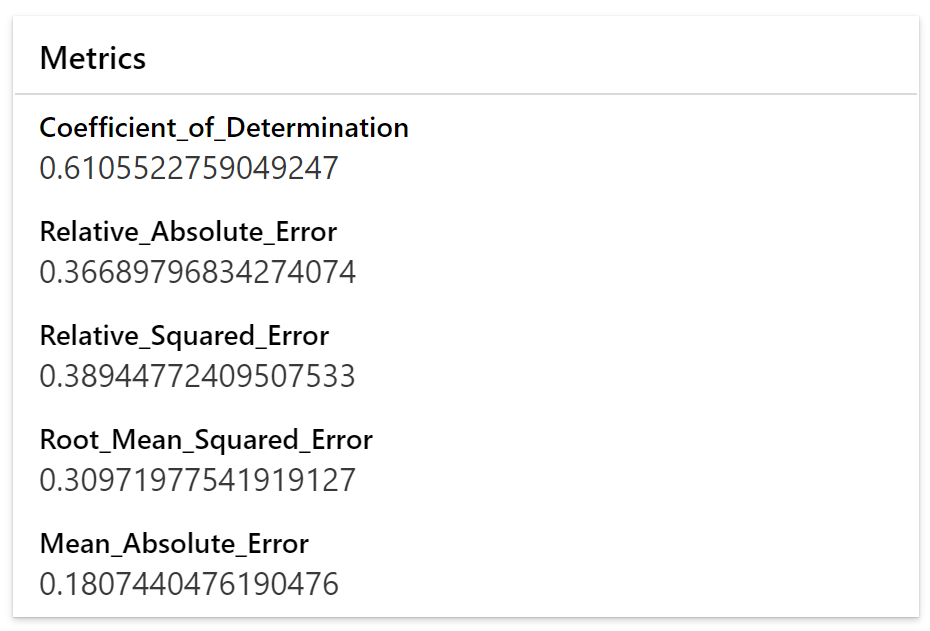 Metrics
Coefficient_of_Determination
0.6105522759049247
Relative_Absolute_Error
0.36689796834274074
Relative_Squared_Error
0.38944772409507533
Root_Mean_Squared_Error
0.30971977541919127
Mean_Absolute_Error
0.1807440476190476